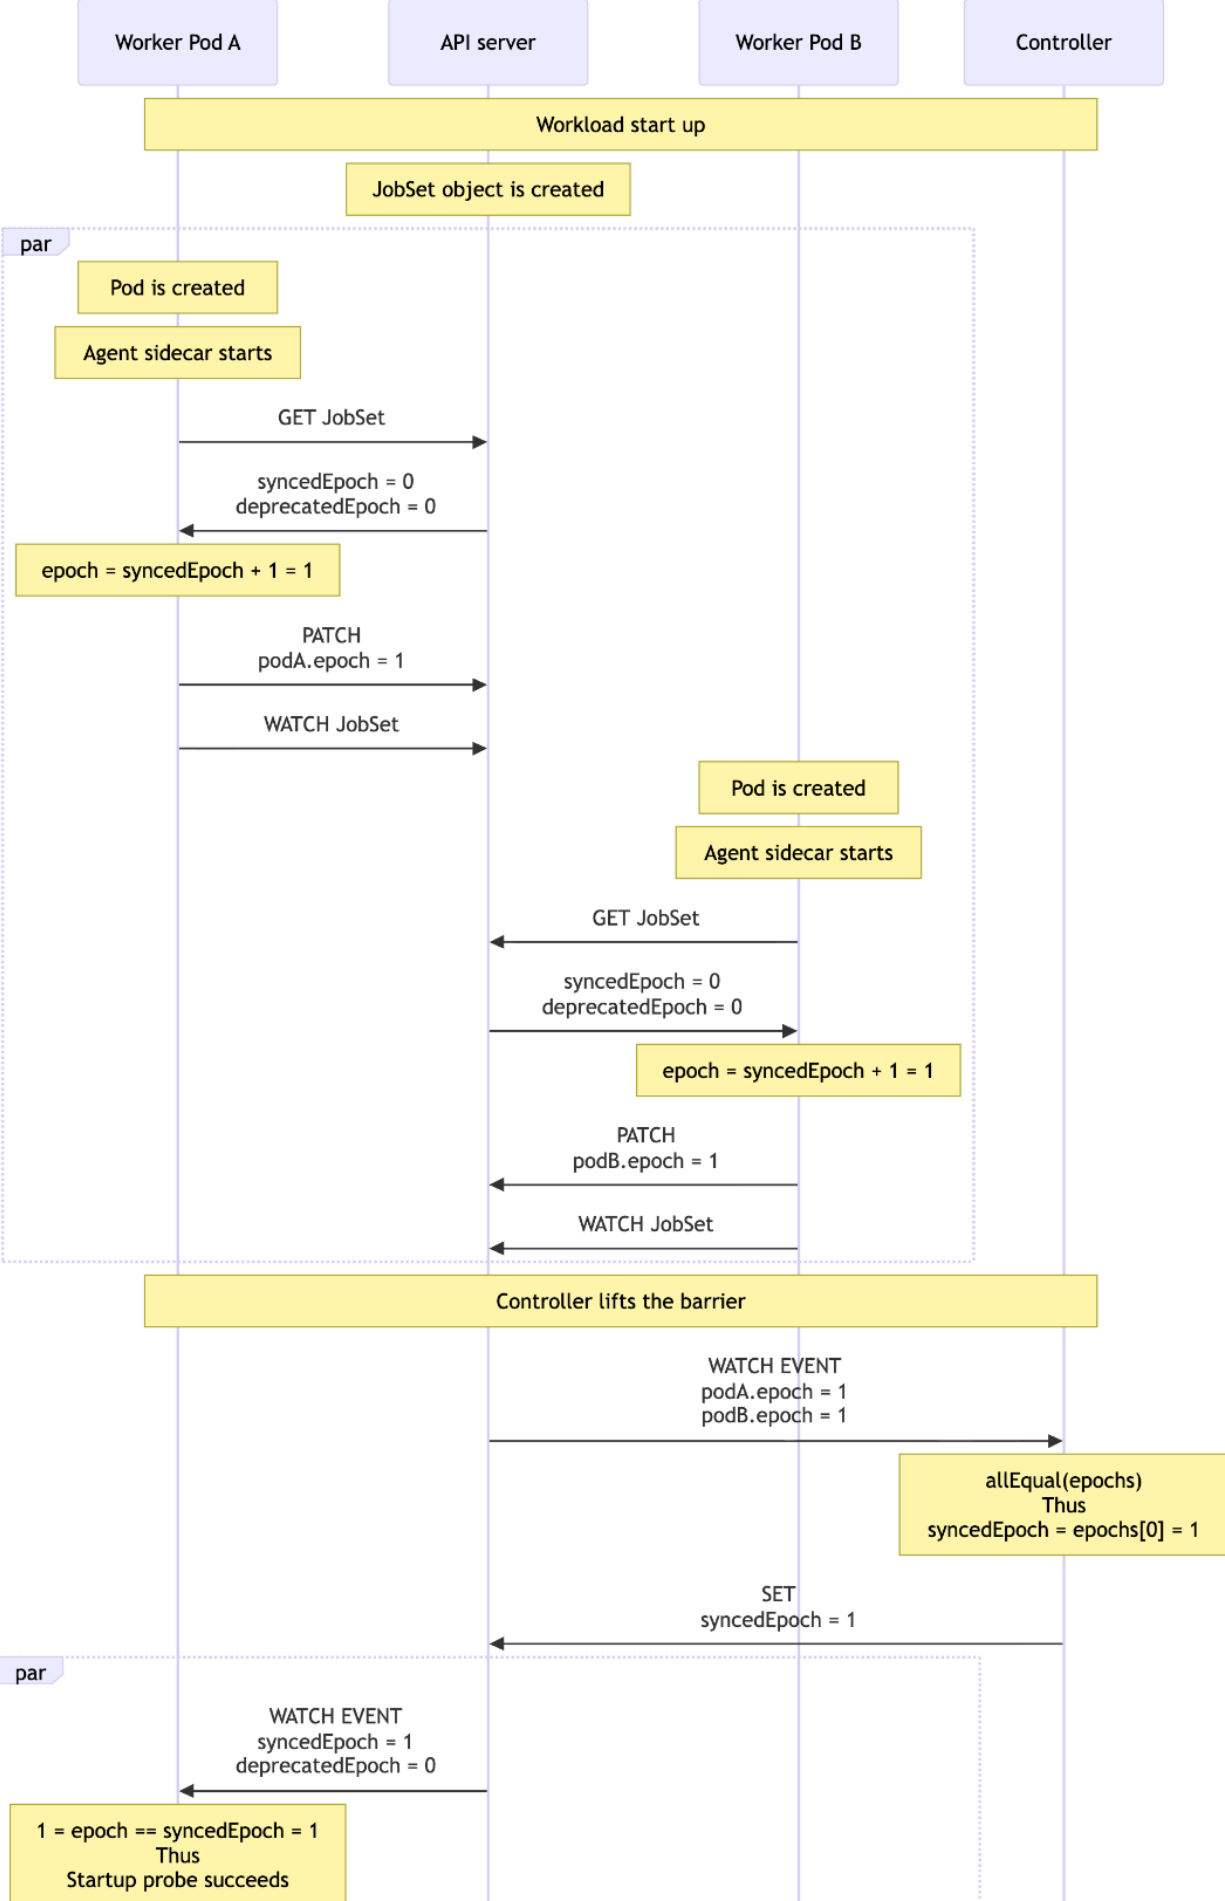 Worker Pod A
API server
Worker Pod B
Controller
Workload start up
JobSet object is created
par
Pod is created
Agent sidecar starts
GET JobSet
syncedEpoch = 0
deprecatedEpoch = 0
epoch = syncedEpoch + 1 = 1
PATCH
podA.epoch = 1
WATCH JobSet
Pod is created
Agent sidecar starts
GET JobSet
syncedEpoch = 0
deprecatedEpoch = 0
epoch = syncedEpoch + 1 = 1
PATCH
podB.epoch = 1
WATCH JobSet
Controller lifts the barrier
WATCH EVENT
podA.epoch = 1
podB.epoch = 1
allEqual(epochs)
Thus
syncedEpoch = epochs[0] = 1
SET
syncedEpoch = 1
par
WATCH EVENT
syncedEpoch = 1
deprecatedEpoch = 0
1 = epoch == syncedEpoch = 1
Thus
Startup probe succeeds